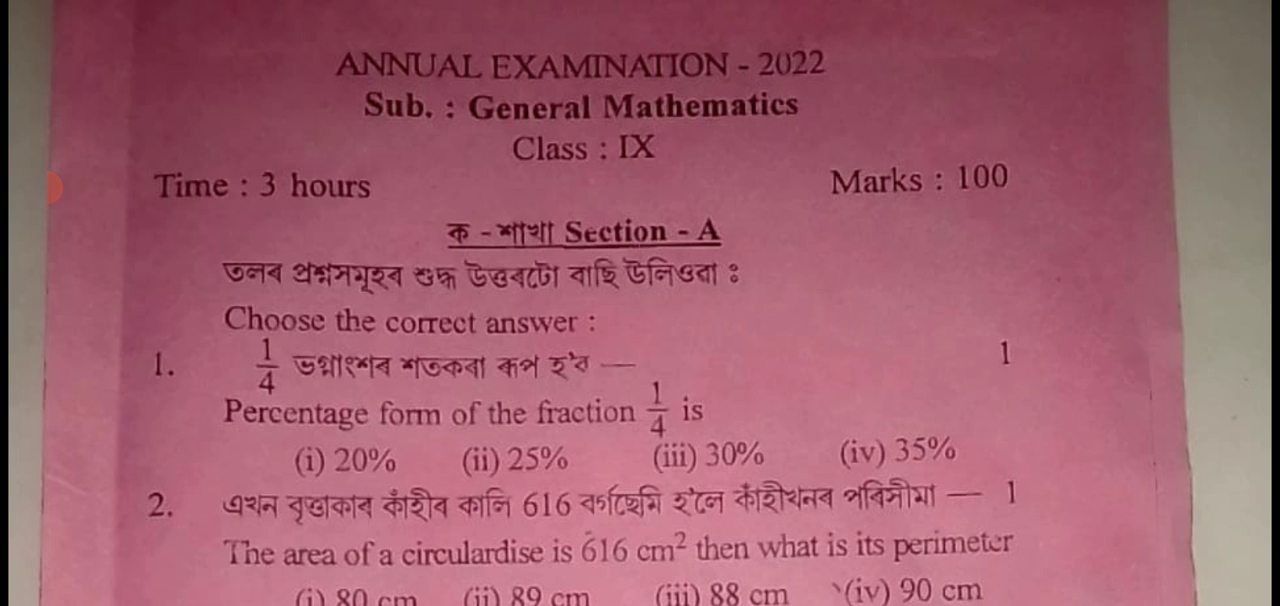 ANNUAL EXAMINATION - 2022
Sub. : General Mathematics
Class : IX
Time : 3 hours Marks : 100
ক - শাখা Section - A
তলৰ প্ৰশ্নসমূহৰ শুদ্ধ উত্তৰটো বাছি উলিওৱা ঃ
Choose the correct answer :
1. 1/4 ভগ্নাংশৰ শতকৰা ৰূপ হ'ব — 1
Percentage form of the fraction 1/4 is
(i) 20% (ii) 25% (iii) 30% (iv) 35%
2. এখন বৃত্তাকাৰ কাঁহীৰ কালি 616 বৰ্গছেমি হ'লে কাঁহীখনৰ পৰিসীমা — 1
The area of a circulardise is 616 cm² then what is its perimeter
(i) 80 cm (ii) 89 cm (iii) 88 cm (iv) 90 cm